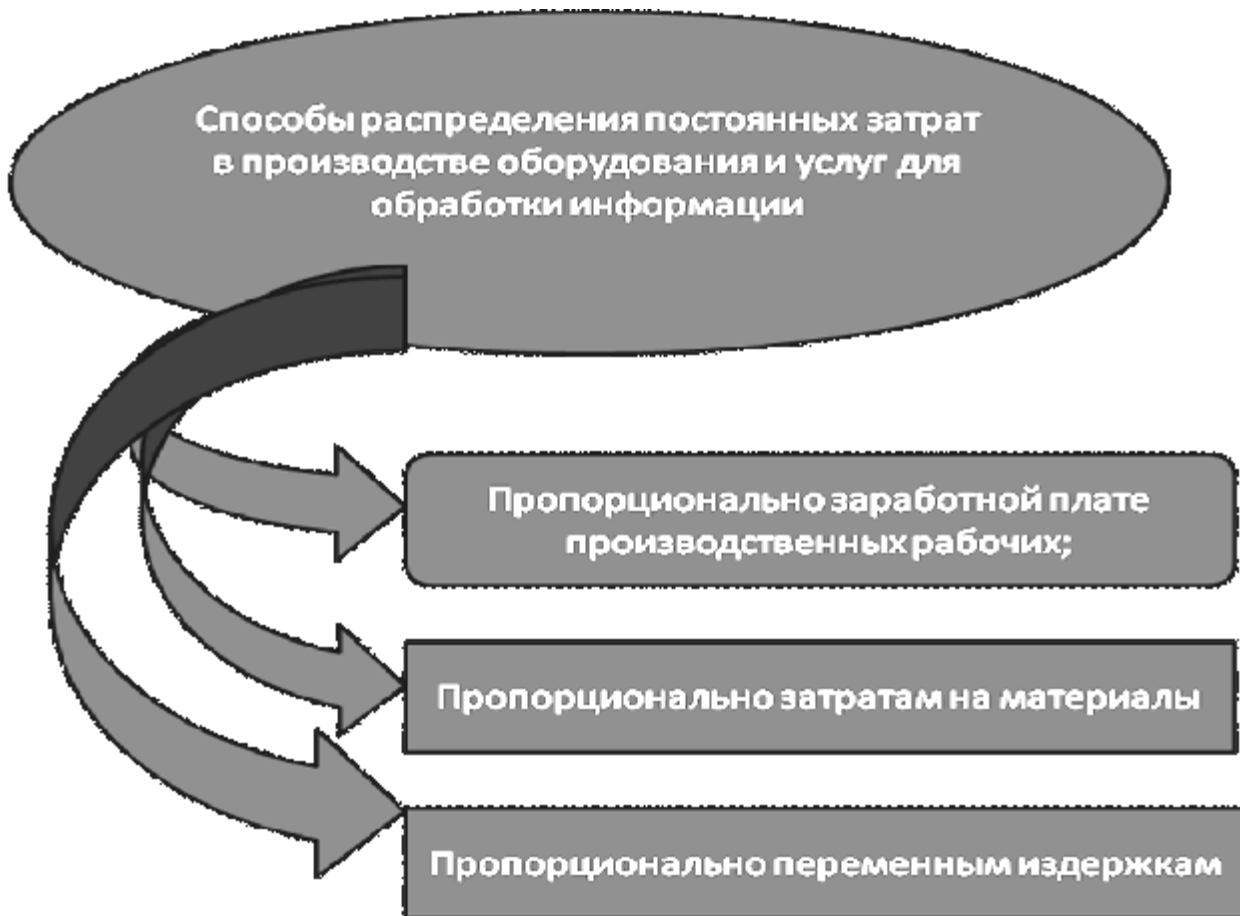 Способы распределения постоянных затрат
в производстве оборудования и услуг для
обработки информации
Пропорционально заработной плате
производственных рабочих;
Пропорционально затратам на материалы
Пропорционально переменным издержкам